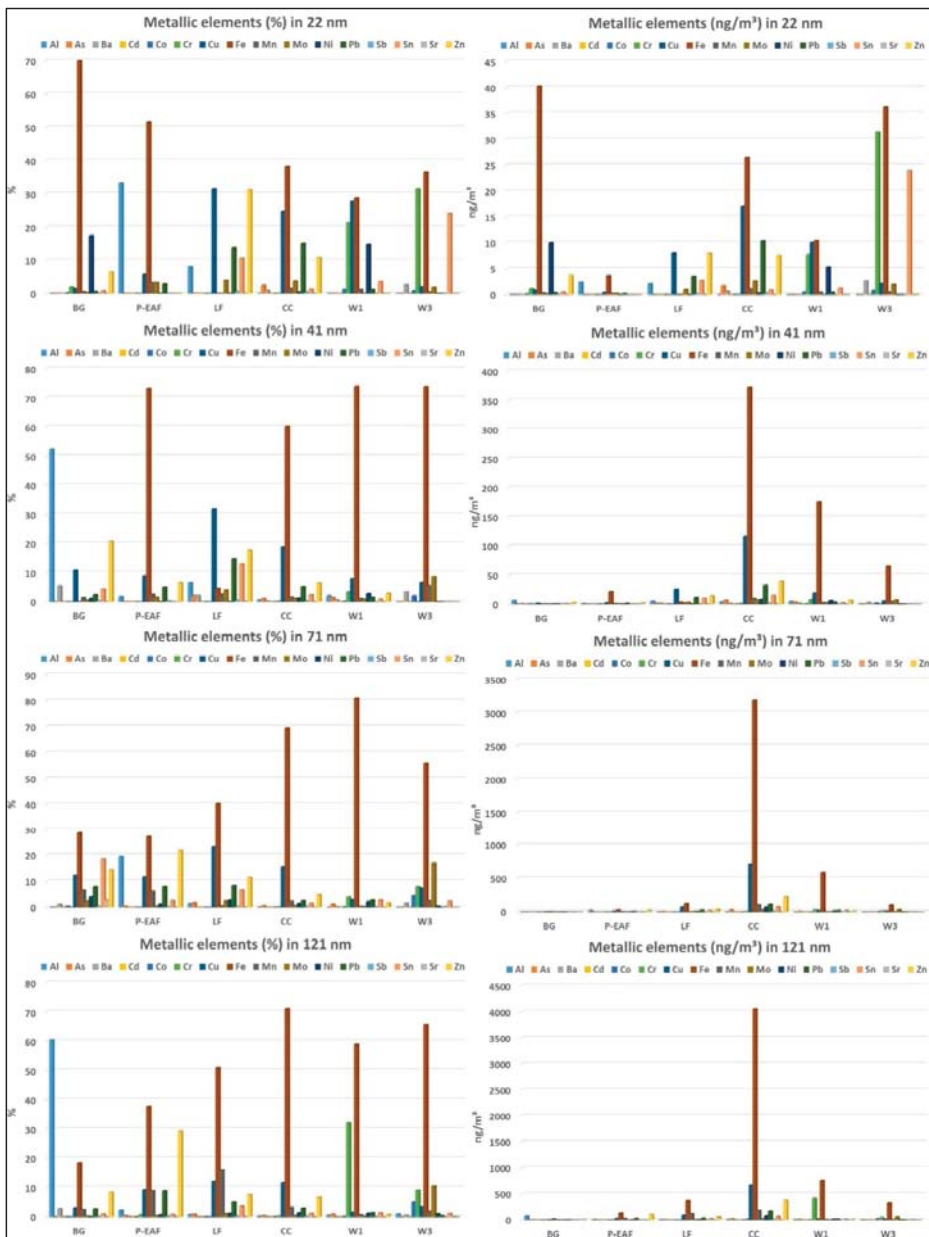 Metallic elements (%) in 22 nm
Al As Ba Cd Co Cr Cu Fe Mn Mo Ni Pb Sb Sn Sr Zn
70
60
50
40
30
20
10
0
%
BG P-EAF LF CC W1 W3
Metallic elements (ng/m³) in 22 nm
Al As Ba Cd Co Cr Cu Fe Mn Mo Ni Pb Sb Sn Sr Zn
45
40
35
30
25
20
15
10
5
0
ng/m³
BG P-EAF LF CC W1 W3
Metallic elements (%) in 41 nm
Al As Ba Cd Co Cr Cu Fe Mn Mo Ni Pb Sb Sn Sr Zn
80
70
60
50
40
30
20
10
0
%
BG P-EAF LF CC W1 W3
Metallic elements (ng/m³) in 41 nm
Al As Ba Cd Co Cr Cu Fe Mn Mo Ni Pb Sb Sn Sr Zn
400
350
300
250
200
150
100
50
0
ng/m³
BG P-EAF LF CC W1 W3
Metallic elements (%) in 71 nm
Al As Ba Cd Co Cr Cu Fe Mn Mo Ni Pb Sb Sn Sr Zn
90
80
70
60
50
40
30
20
10
0
%
BG P-EAF LF CC W1 W3
Metallic elements (ng/m³) in 71 nm
Al As Ba Cd Co Cr Cu Fe Mn Mo Ni Pb Sb Sn Sr Zn
3500
3000
2500
2000
1500
1000
500
0
ng/m³
BG P-EAF LF CC W1 W3
Metallic elements (%) in 121 nm
Al As Ba Cd Co Cr Cu Fe Mn Mo Ni Pb Sb Sn Sr Zn
80
70
60
50
40
30
20
10
0
%
BG P-EAF LF CC W1 W3
Metallic elements (ng/m³) in 121 nm
Al As Ba Cd Co Cr Cu Fe Mn Mo Ni Pb Sb Sn Sr Zn
4500
4000
3500
3000
2500
2000
1500
1000
500
0
ng/m³
BG P-EAF LF CC W1 W3